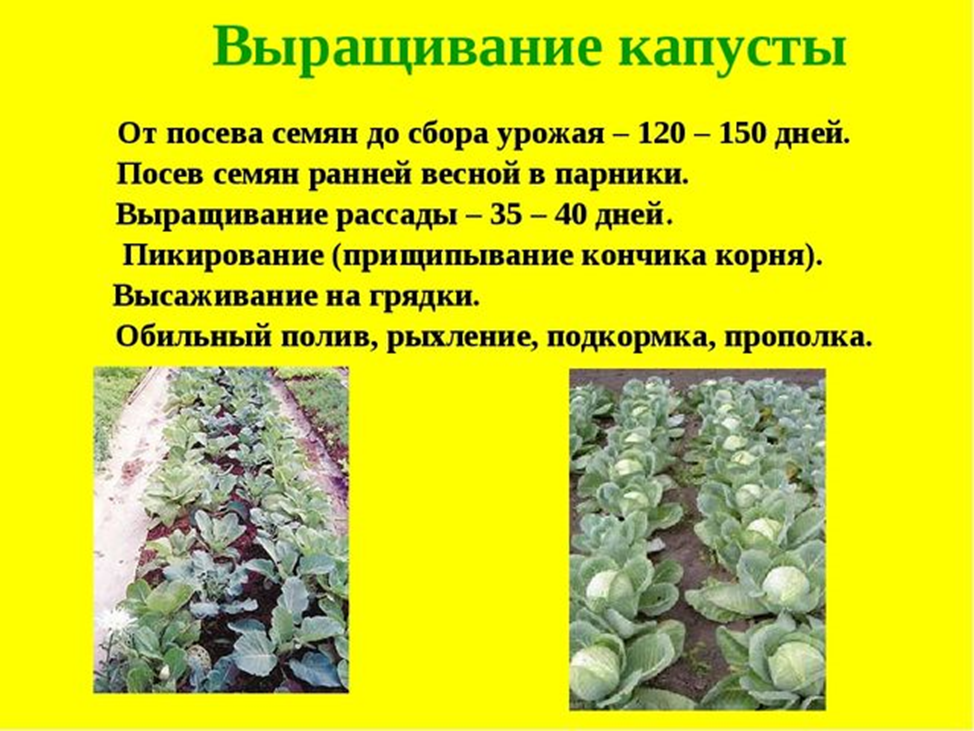 Выращивание капусты
От посева семян до сбора урожая – 120 – 150 дней.
Посев семян ранней весной в парники.
Выращивание рассады – 35 – 40 дней.
Пикирование (прищипывание кончика корня).
Высаживание на грядки.
Обильный полив, рыхление, подкормка, прополка.